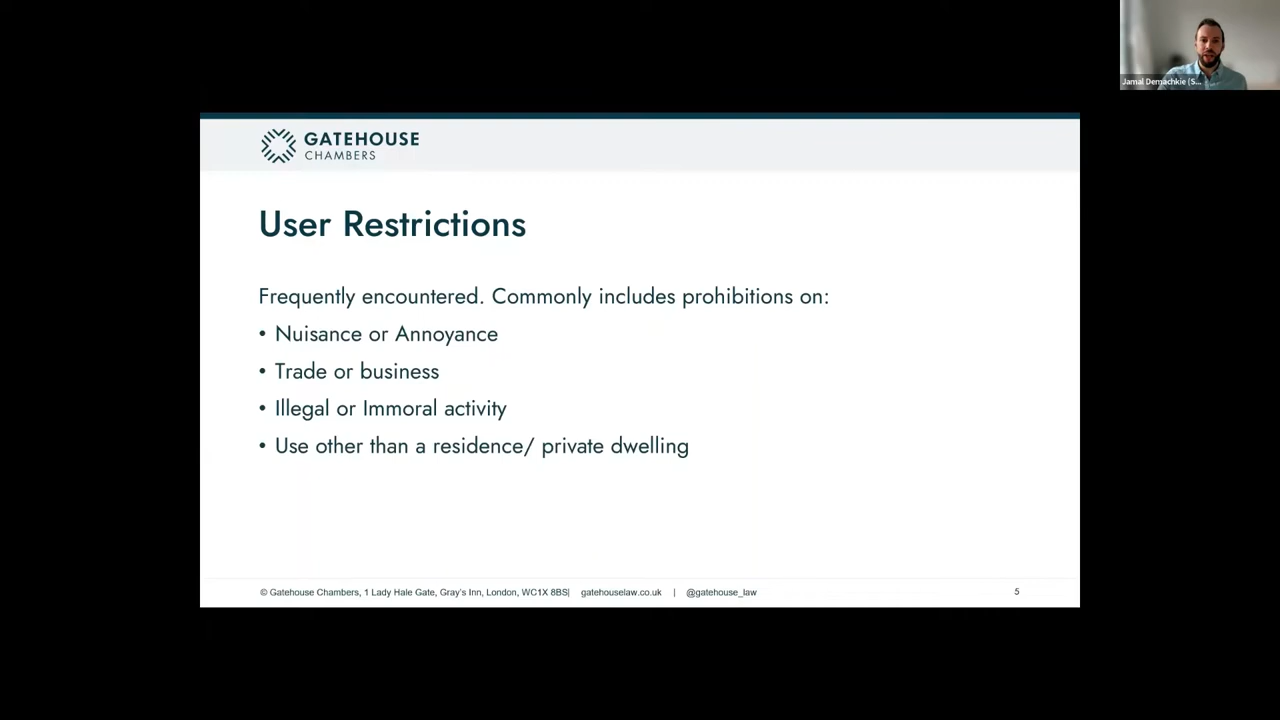 Jamal Demachkie (S...
GATEHOUSE
CHAMBERS
User Restrictions
Frequently encountered. Commonly includes prohibitions on:
• Nuisance or Annoyance
• Trade or business
• Illegal or Immoral activity
• Use other than a residence/ private dwelling
© Gatehouse Chambers, 1 Lady Hale Gate, Gray's Inn, London, WC1X 8BS| gatehouselaw.co.uk | @gatehouse_law 5